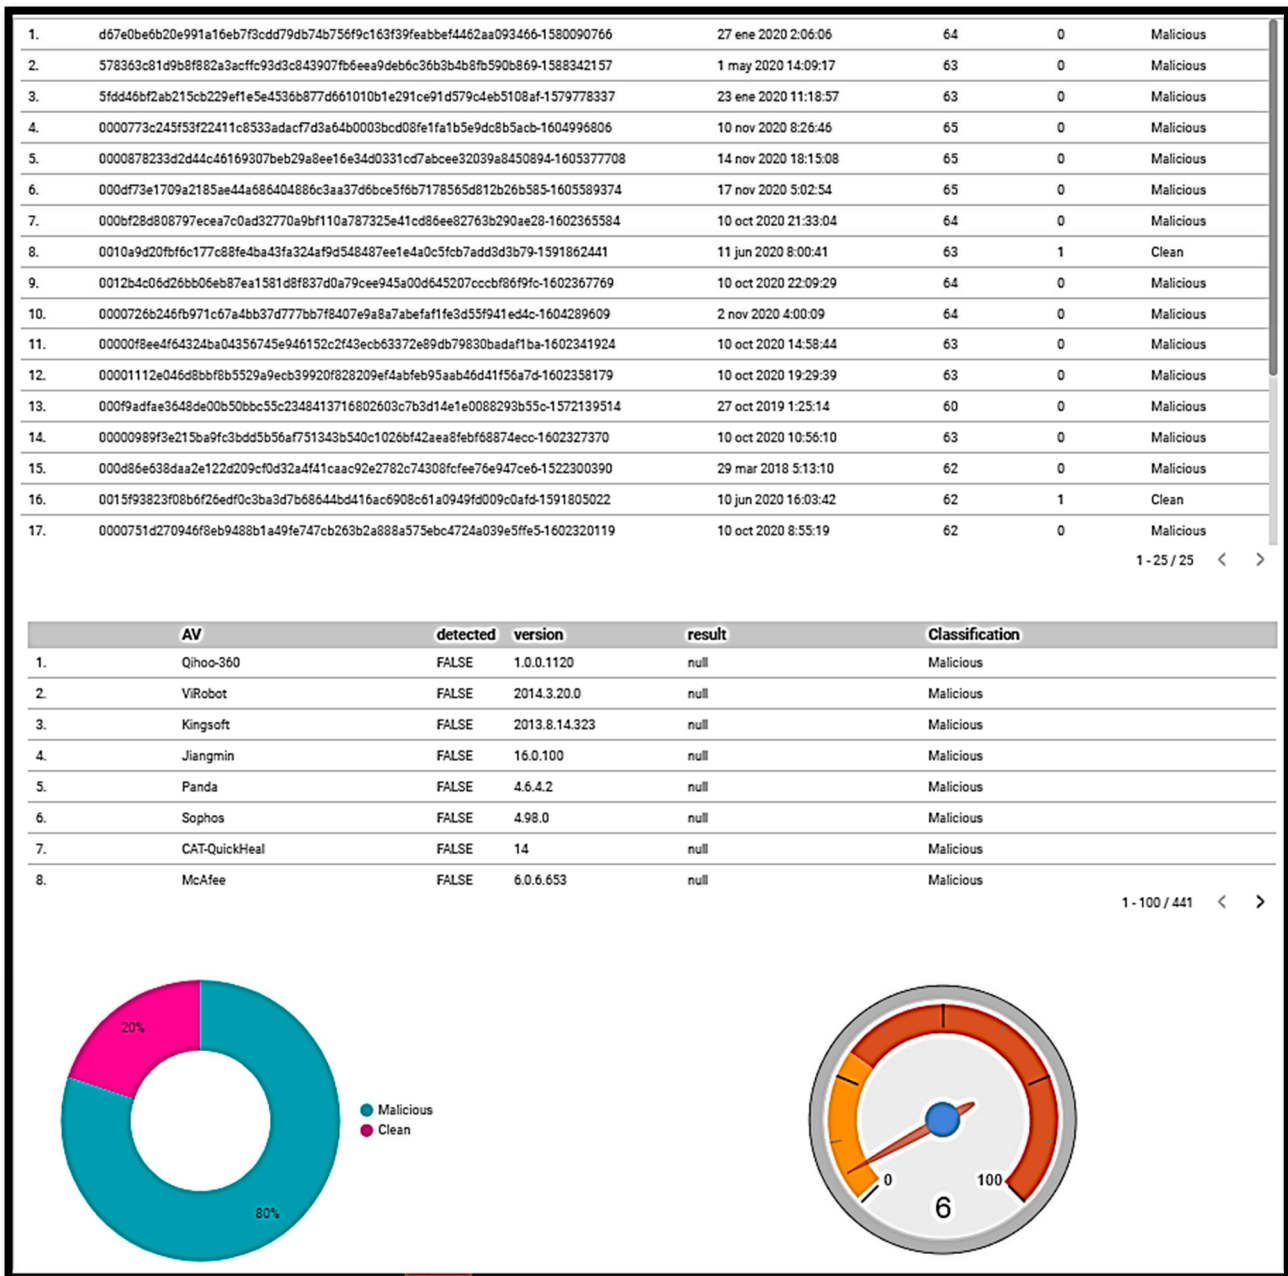 1. d67e0be6b20e991a16eb7f3cdd79db74b756f9c163f39feabbef4462aa093466-1580090766 27 ene 2020 2:06:06 64 0 Malicious
2. 578363c81d9b8f882a3acffc93d3c843907fb6eea9deb6c36b3b4b8fb590b869-1588342157 1 may 2020 14:09:17 63 0 Malicious
3. 5fdd46bf2ab215cb229ef1e5e4536b877d661010b1e291ce91d579c4eb5108af-1579778337 23 ene 2020 11:18:57 63 0 Malicious
4. 0000773c245f53f22411c8533adacf7d3a64b0003bcd08fe1fa1b5e9dc8b5acb-1604996806 10 nov 2020 8:26:46 65 0 Malicious
5. 0000878233d2d44c46169307beb29a8ee16e34d0331cd7abcee32039a8450894-1605377708 14 nov 2020 18:15:08 65 0 Malicious
6. 000df73e1709a2185ae44a686404886c3aa37d6bce5f6b7178565d812b26b585-1605589374 17 nov 2020 5:02:54 65 0 Malicious
7. 000bf28d808797ecea7c0ad32770a9bf110a787325e41cd86ee82763b290ae28-1602365584 10 oct 2020 21:33:04 64 0 Malicious
8. 0010a9d20fbf6c177c88fe4ba43fa324af9d548487ee1e4a0c5fcb7add3d3b79-1591862441 11 jun 2020 8:00:41 63 1 Clean
9. 0012b4c06d26bb06eb87ea1581d8f837d0a79cee945a00d645207cccbf86f9fc-1602367769 10 oct 2020 22:09:29 64 0 Malicious
10. 0000726b246fb971c67a4bb37d777bb7f8407e9a8a7abefaf1fe3d55f941ed4c-1604289609 2 nov 2020 4:00:09 64 0 Malicious
11. 00000f8ee4f64324ba04356745e946152c2f43ecb63372e89db79830badaf1ba-1602341924 10 oct 2020 14:58:44 63 0 Malicious
12. 00001112e046d8bbf8b5529a9ecb39920f828209ef4abfeb95aab46d41f56a7d-1602358179 10 oct 2020 19:29:39 63 0 Malicious
13. 000f9adfae3648de00b50bbc55c2348413716802603c7b3d14e1e0088293b55c-1572139514 27 oct 2019 1:25:14 60 0 Malicious
14. 00000989f3e215ba9fc3bdd5b56af751343b540c1026bf42aea8febf68874ecc-1602327370 10 oct 2020 10:56:10 63 0 Malicious
15. 000d86e638daa2e122d209cf0d32a4f41caac92e2782c74308fcfee76e947ce6-1522300390 29 mar 2018 5:13:10 62 0 Malicious
16. 0015f93823f08b6f26edf0c3ba3d7b68644bd416ac6908c61a0949fd009c0afd-1591805022 10 jun 2020 16:03:42 62 1 Clean
17. 0000751d270946f8eb9488b1a49fe747cb263b2a888a575ebc4724a039e5ffe5-1602320119 10 oct 2020 8:55:19 62 0 Malicious
1 - 25 / 25
AV detected version result Classification
1. Qihoo-360 FALSE 1.0.0.1120 null Malicious
2. ViRobot FALSE 2014.3.20.0 null Malicious
3. Kingsoft FALSE 2013.8.14.323 null Malicious
4. Jiangmin FALSE 16.0.100 null Malicious
5. Panda FALSE 4.6.4.2 null Malicious
6. Sophos FALSE 4.98.0 null Malicious
7. CAT-QuickHeal FALSE 14 null Malicious
8. McAfee FALSE 6.0.6.653 null Malicious
1 - 100 / 441
20%
80%
Malicious
Clean
0 100
6